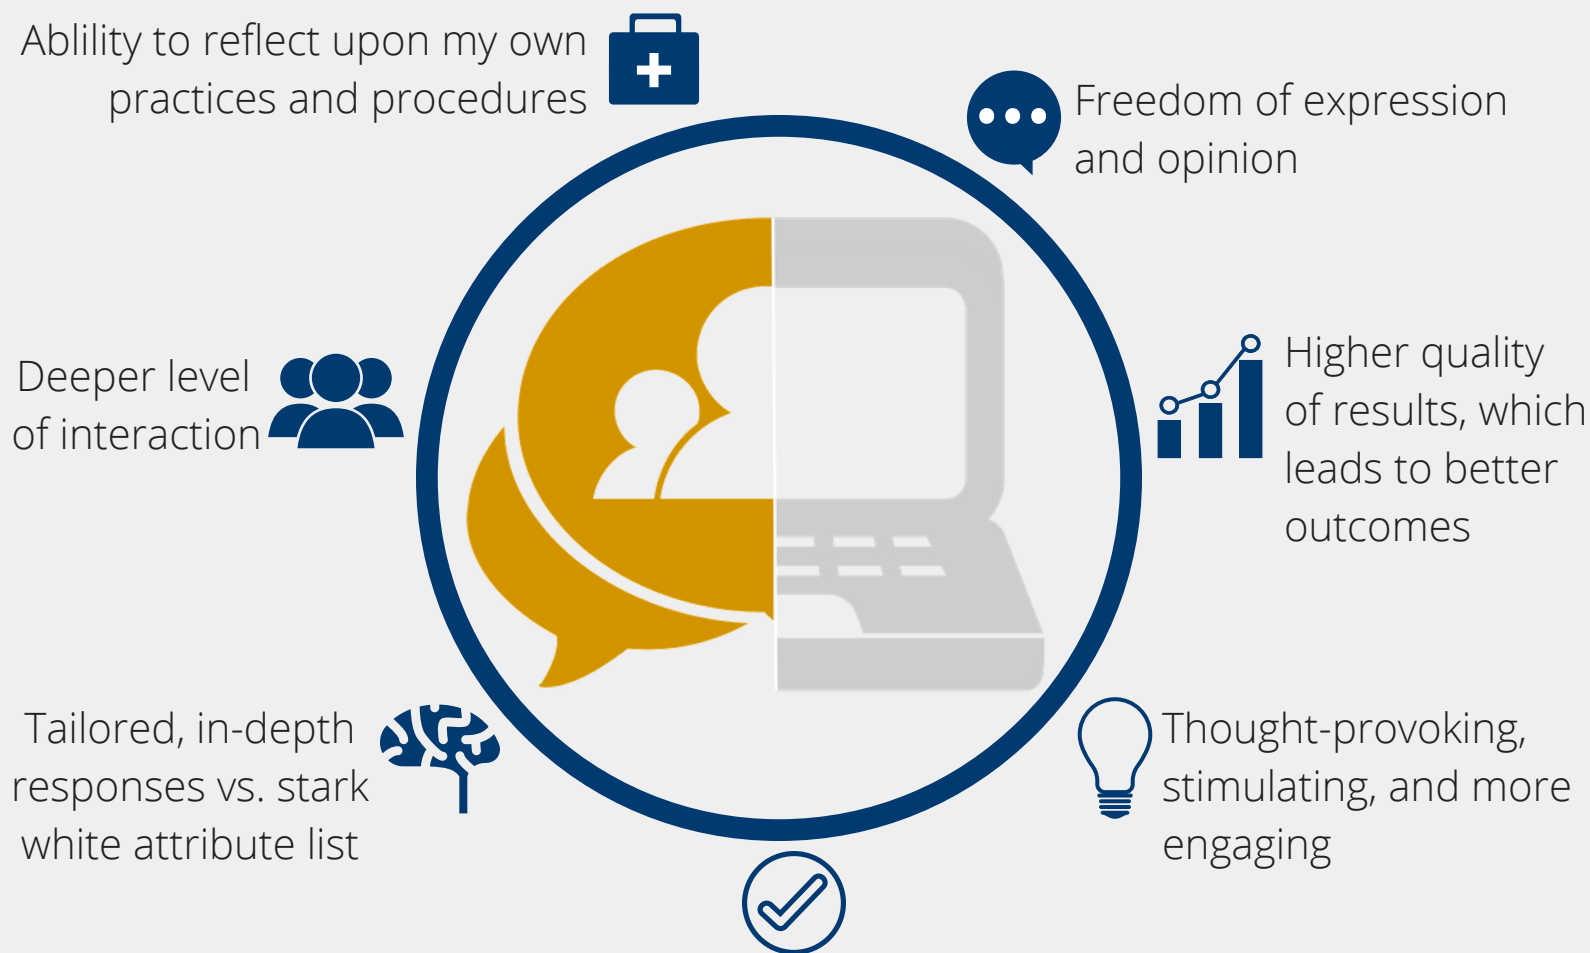 Ablility to reflect upon my own
practices and procedures
Freedom of expression
and opinion
Deeper level
of interaction
Higher quality
of results, which
leads to better
outcomes
Tailored, in-depth
responses vs. stark
white attribute list
Thought-provoking,
stimulating, and more
engaging